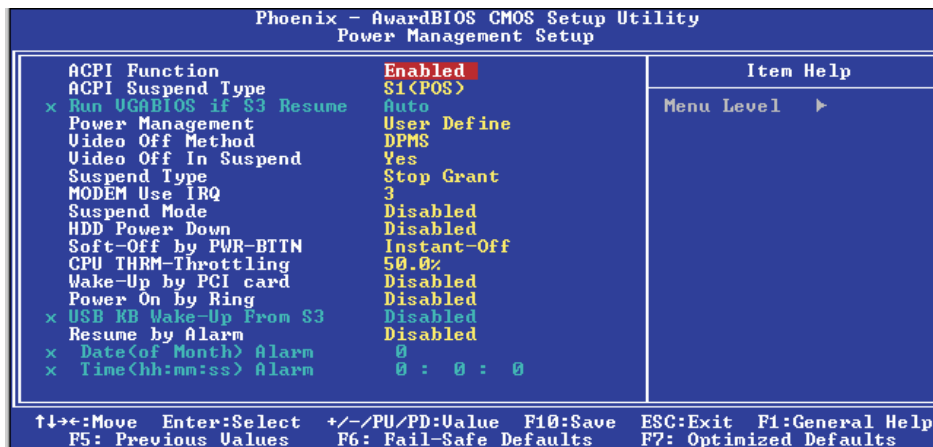 Phoenix - AwardBIOS CMOS Setup Utility
Power Management Setup
ACPI Function Enabled
ACPI Suspend Type S1(POS)
x Run VGABIOS if S3 Resume Auto
Power Management User Define
Video Off Method DPMS
Video Off In Suspend Yes
Suspend Type Stop Grant
MODEM Use IRQ 3
Suspend Mode Disabled
HDD Power Down Disabled
Soft-Off by PWR-BTTN Instant-Off
CPU THRM-Throttling 50.0%
Wake-Up by PCI card Disabled
Power On by Ring Disabled
x USB KB Wake-Up From S3 Disabled
Resume by Alarm Disabled
x Date(of Month) Alarm 0
x Time(hh:mm:ss) Alarm 0 : 0 : 0
Item Help
Menu Level ▶
↑↓→←:Move Enter:Select +/-/PU/PD:Value F10:Save ESC:Exit F1:General Help
F5: Previous Values F6: Fail-Safe Defaults F7: Optimized Defaults